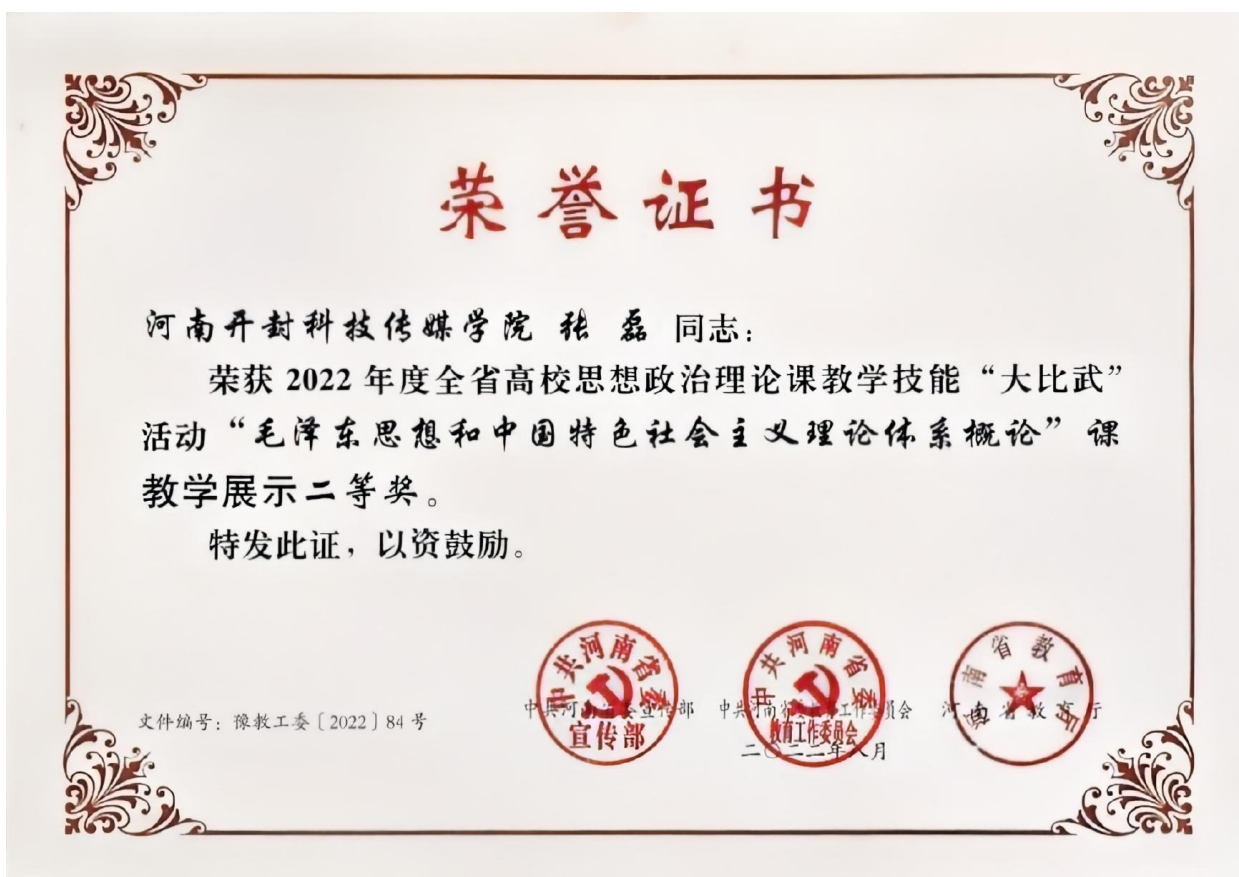 荣誉证书
河南开封科技传媒学院 张磊 同志：
荣获 2022 年度全省高校思想政治理论课教学技能“大比武”
活动“毛泽东思想和中国特色社会主义理论体系概论”课
教学展示二等奖。
特发此证，以资鼓励。
中共河南省委
宣传部
中共河南省委
教育工作委员会
河南省教育厅
文件编号：豫教工委〔2022〕84 号
中共河南省委宣传部 中共河南省委教育工作委员会 河南省教育厅
二〇二二年八月